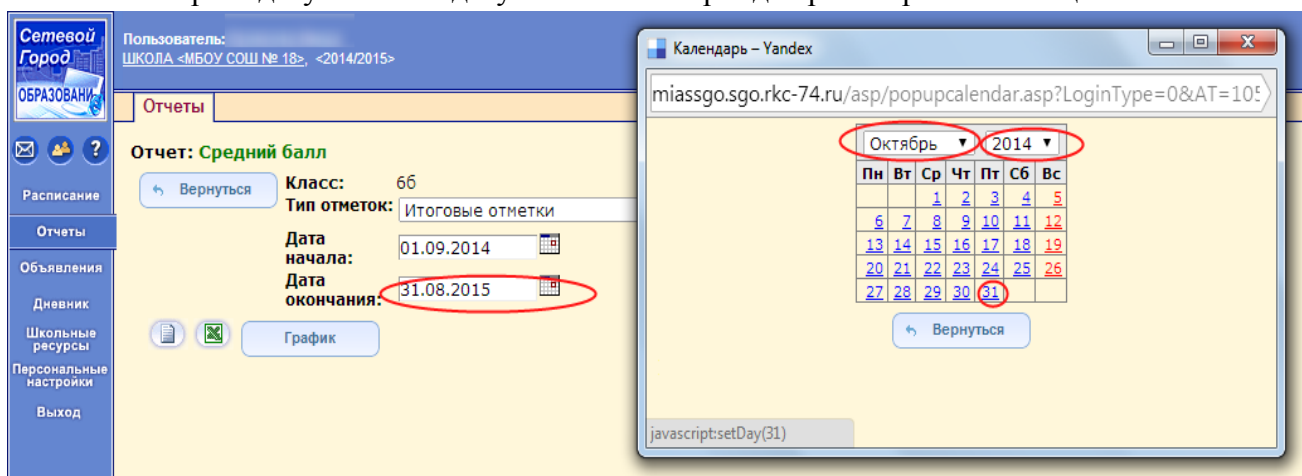 Сетевой
Город
ОБРАЗОВАНИ
Пользователь:
ШКОЛА <МБОУ СОШ № 18>, <2014/2015>
Отчеты
?
Расписание
Отчеты
Объявления
Дневник
Школьные
ресурсы
Персональные
настройки
Выход
Отчет: Средний балл
Вернуться
Класс: 6б
Тип отметок: Итоговые отметки
Дата
начала: 01.09.2014
Дата
окончания: 31.08.2015
График
Календарь – Yandex
miassgo.sgo.rkc-74.ru/asp/popupcalendar.asp?LoginType=0&AT=105
Октябрь 2014
Пн Вт Ср Чт Пт Сб Вс
1 2 3 4 5
6 7 8 9 10 11 12
13 14 15 16 17 18 19
20 21 22 23 24 25 26
27 28 29 30 31
Вернуться
javascript:setDay(31)